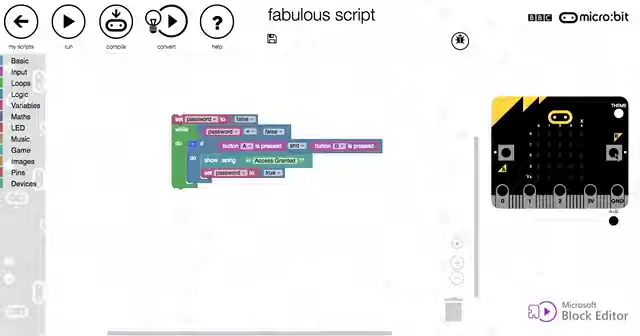 fabulous script
BBC micro:bit
my scripts
run
compile
convert
help
Basic
Input
Loops
Logic
Variables
Maths
LED
Music
Game
Images
Pins
Devices
set password to false
while password = false
do if button A is pressed and button B is pressed
do show string " Access Granted "
set password to true
THEME
0 1 2 3V GND
A+B
Microsoft
Block Editor